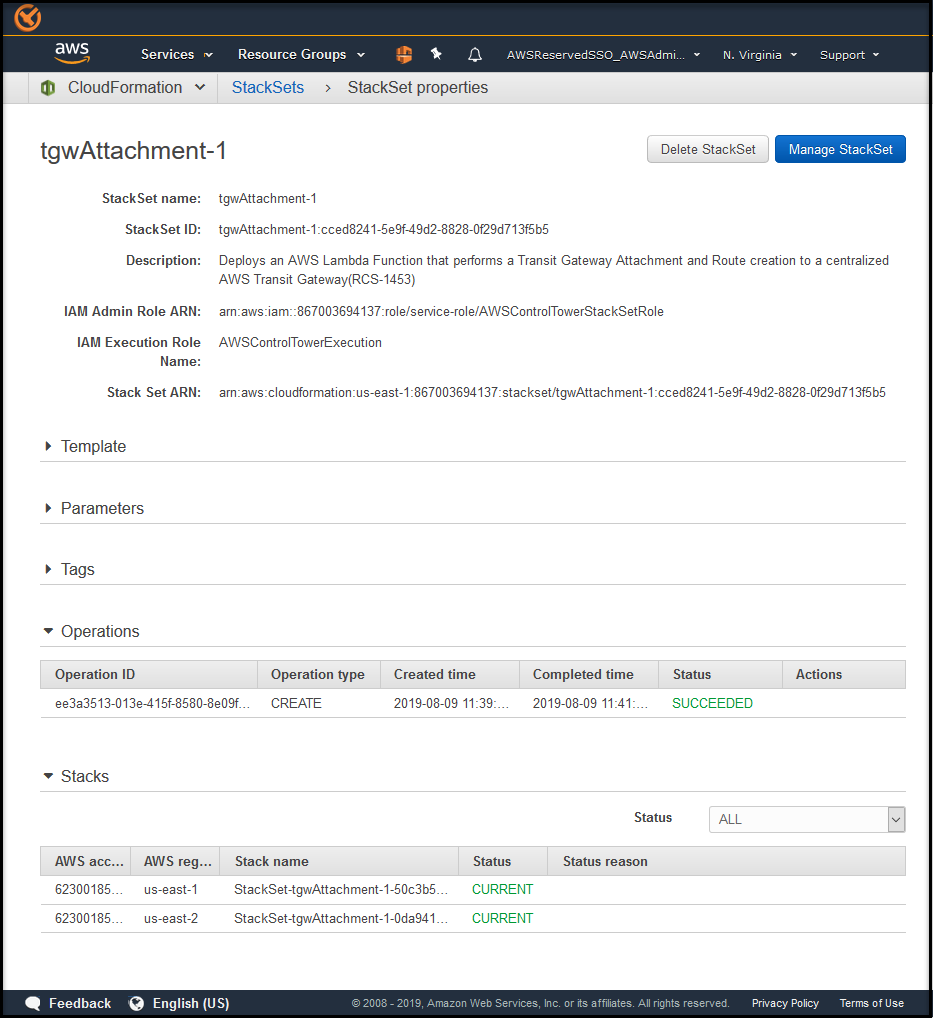 aws Services Resource Groups AWSReservedSSO_AWSAdmi... N. Virginia Support
CloudFormation StackSets > StackSet properties
tgwAttachment-1 Delete StackSet Manage StackSet
StackSet name: tgwAttachment-1
StackSet ID: tgwAttachment-1:cced8241-5e9f-49d2-8828-0f29d713f5b5
Description: Deploys an AWS Lambda Function that performs a Transit Gateway Attachment and Route creation to a centralized
AWS Transit Gateway(RCS-1453)
IAM Admin Role ARN: arn:aws:iam::867003694137:role/service-role/AWSControlTowerStackSetRole
IAM Execution Role AWSControlTowerExecution
Name:
Stack Set ARN: arn:aws:cloudformation:us-east-1:867003694137:stackset/tgwAttachment-1:cced8241-5e9f-49d2-8828-0f29d713f5b5
Template
Parameters
Tags
Operations
Operation ID Operation type Created time Completed time Status Actions
ee3a3513-013e-415f-8580-8e09f... CREATE 2019-08-09 11:39:... 2019-08-09 11:41:... SUCCEEDED
Stacks
Status ALL
AWS acc... AWS reg... Stack name Status Status reason
62300185... us-east-1 StackSet-tgwAttachment-1-50c3b5... CURRENT
62300185... us-east-2 StackSet-tgwAttachment-1-0da941... CURRENT
Feedback English (US) © 2008 - 2019, Amazon Web Services, Inc. or its affiliates. All rights reserved. Privacy Policy Terms of Use